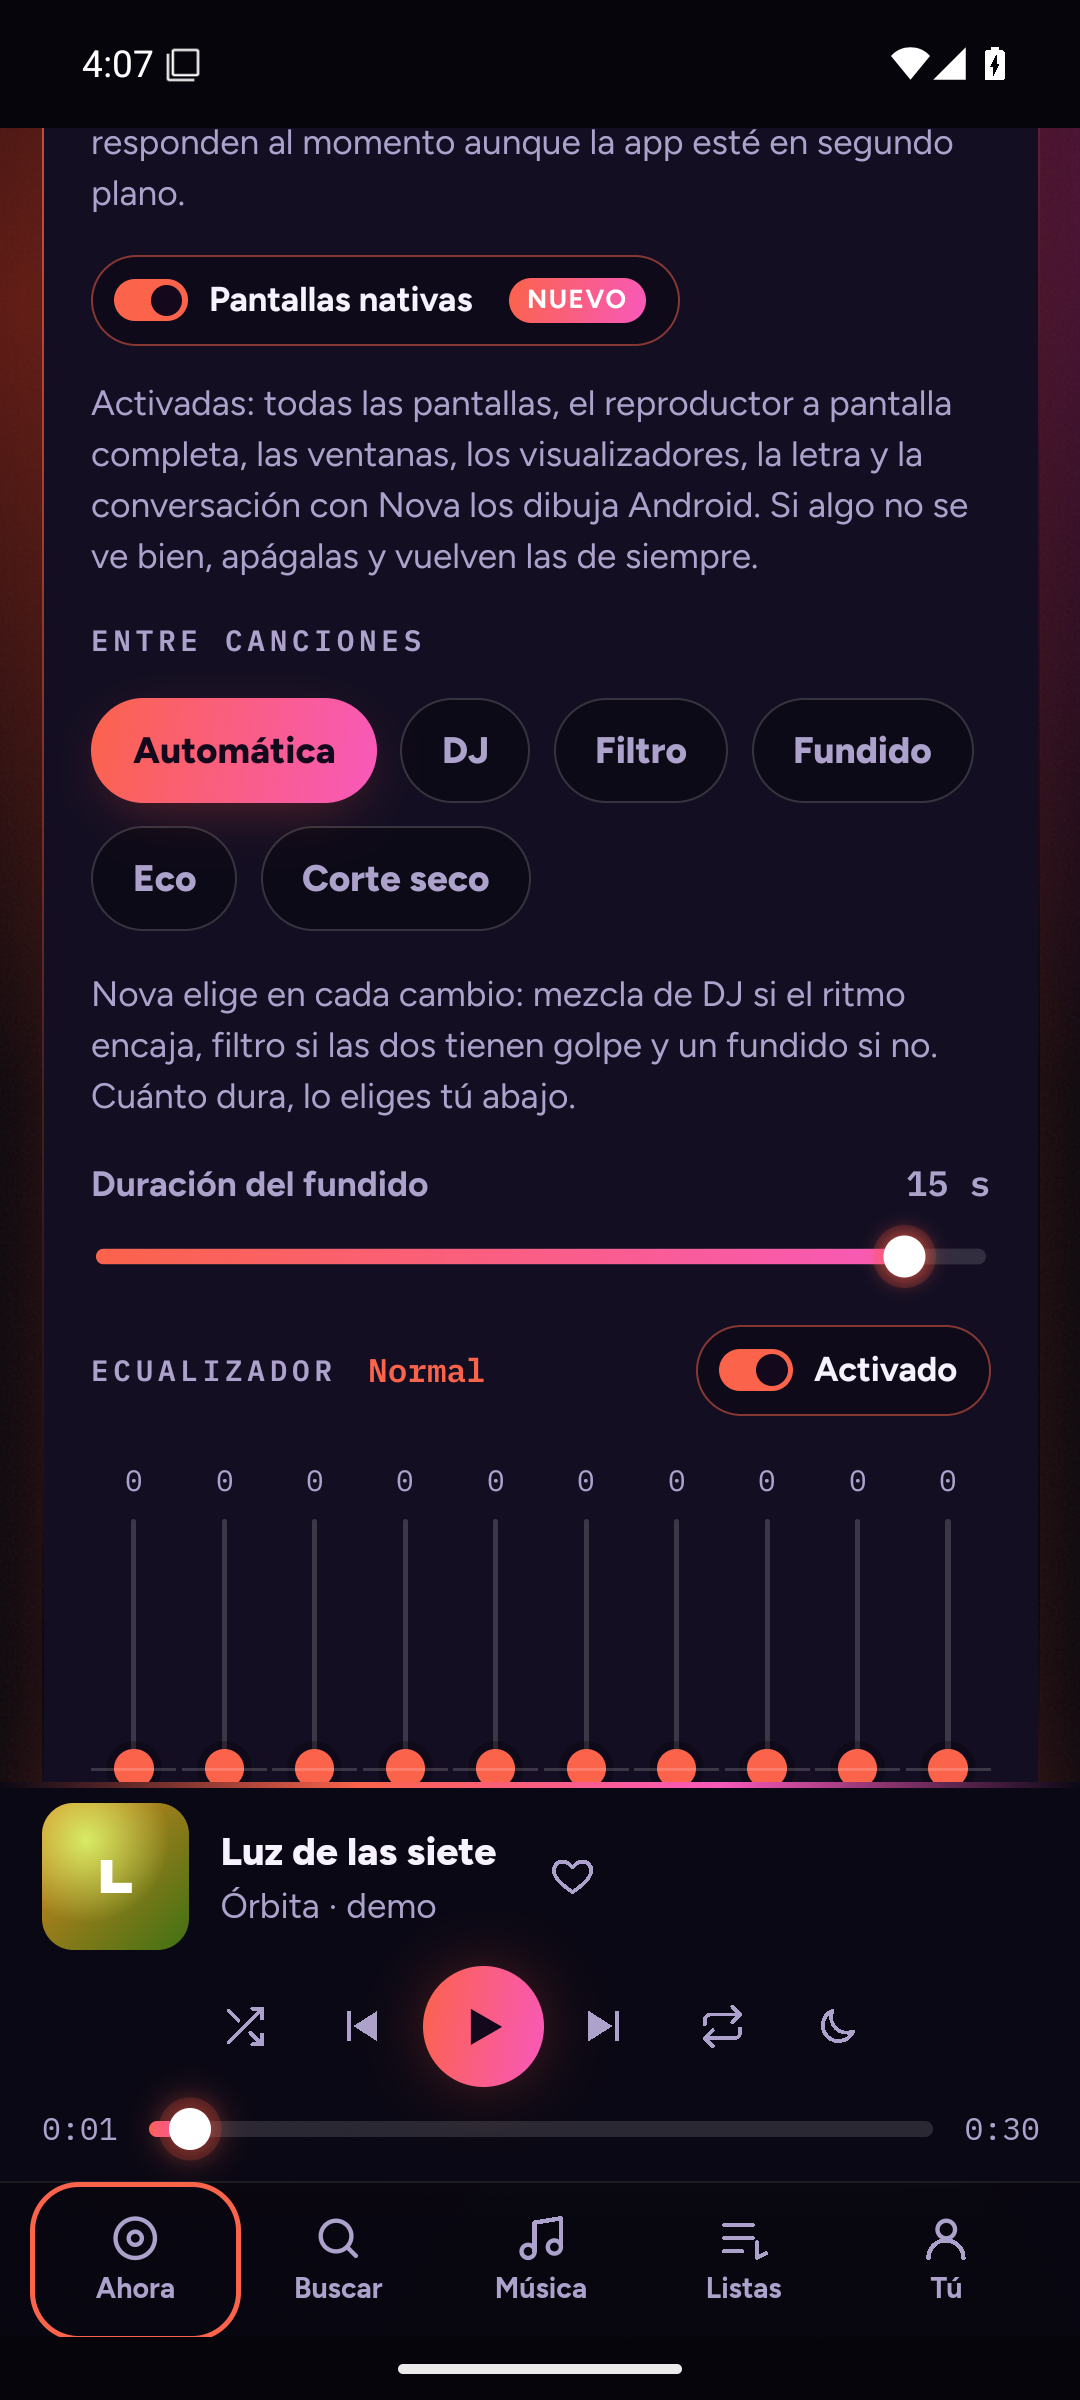 4:07
responden al momento aunque la app esté en segundo
plano.
Pantallas nativas NUEVO
Activadas: todas las pantallas, el reproductor a pantalla
completa, las ventanas, los visualizadores, la letra y la
conversación con Nova los dibuja Android. Si algo no se
ve bien, apágalas y vuelven las de siempre.
ENTRE CANCIONES
Automática DJ Filtro Fundido
Eco Corte seco
Nova elige en cada cambio: mezcla de DJ si el ritmo
encaja, filtro si las dos tienen golpe y un fundido si no.
Cuánto dura, lo eliges tú abajo.
Duración del fundido 15 s
ECUALIZADOR Normal Activado
0 0 0 0 0 0 0 0 0 0
L
Luz de las siete
Órbita · demo
0:01 0:30
Ahora Buscar Música Listas Tú